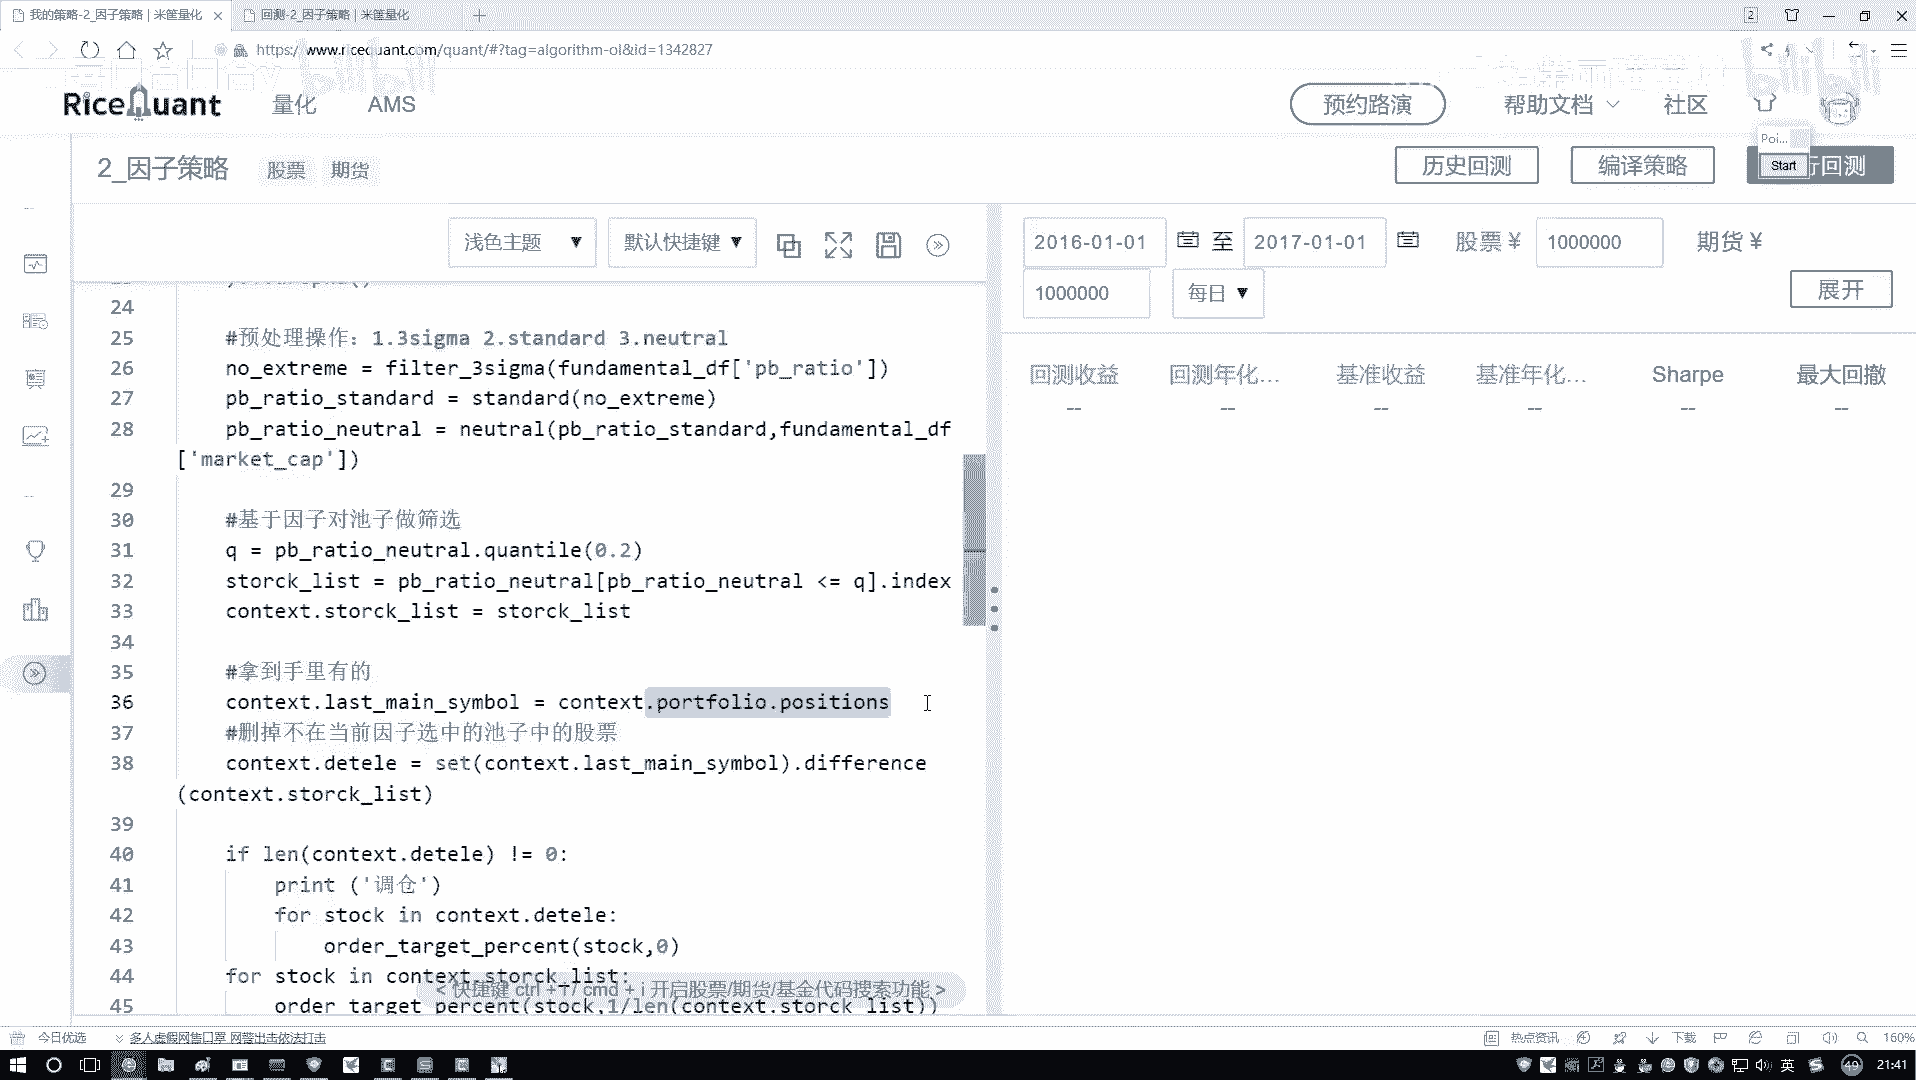 我的策略-2_因子策略 | 米筐量化
回测-2_因子策略 | 米筐量化
2
https://www.ricequant.com/quant/#?tag=algorithm-ol&id=1342827
bilibili
bilibili
RiceQuant
量化
AMS
预约路演
帮助文档
社区
Poi...
Start
行回测
2_因子策略
股票
期货
历史回测
编译策略
浅色主题 ▼
默认快捷键 ▼
2016-01-01
至
2017-01-01
股票 ¥
1000000
期货 ¥
1000000
每日 ▼
展开
回测收益
回测年化...
基准收益
基准年化...
Sharpe
最大回撤
--
--
--
--
--
--
24
25 #预处理操作：1.3sigma 2.standard 3.neutral
26 no_extreme = filter_3sigma(fundamental_df['pb_ratio'])
27 pb_ratio_standard = standard(no_extreme)
28 pb_ratio_neutral = neutral(pb_ratio_standard,fundamental_df
['market_cap'])
29
30 #基于因子对池子做筛选
31 q = pb_ratio_neutral.quantile(0.2)
32 storck_list = pb_ratio_neutral[pb_ratio_neutral <= q].index
33 context.storck_list = storck_list
34
35 #拿到手里有的
36 context.last_main_symbol = context.portfolio.positions
37 #删掉不在当前因子选中的池子中的股票
38 context.detele = set(context.last_main_symbol).difference
(context.storck_list)
39
40 if len(context.detele) != 0:
41 print ('调仓')
42 for stock in context.detele:
43 order_target_percent(stock,0)
44 for stock in context.storck_list:
45 order_target_percent(stock,1/len(context.storck_list))
< 快捷键 ctrl + i / cmd + i 开启股票/期货/基金代码搜索功能 >
今日优选
多人虚假网售口罩 网警出击依法打击
热点资讯
下载
160%
英
49
21:41